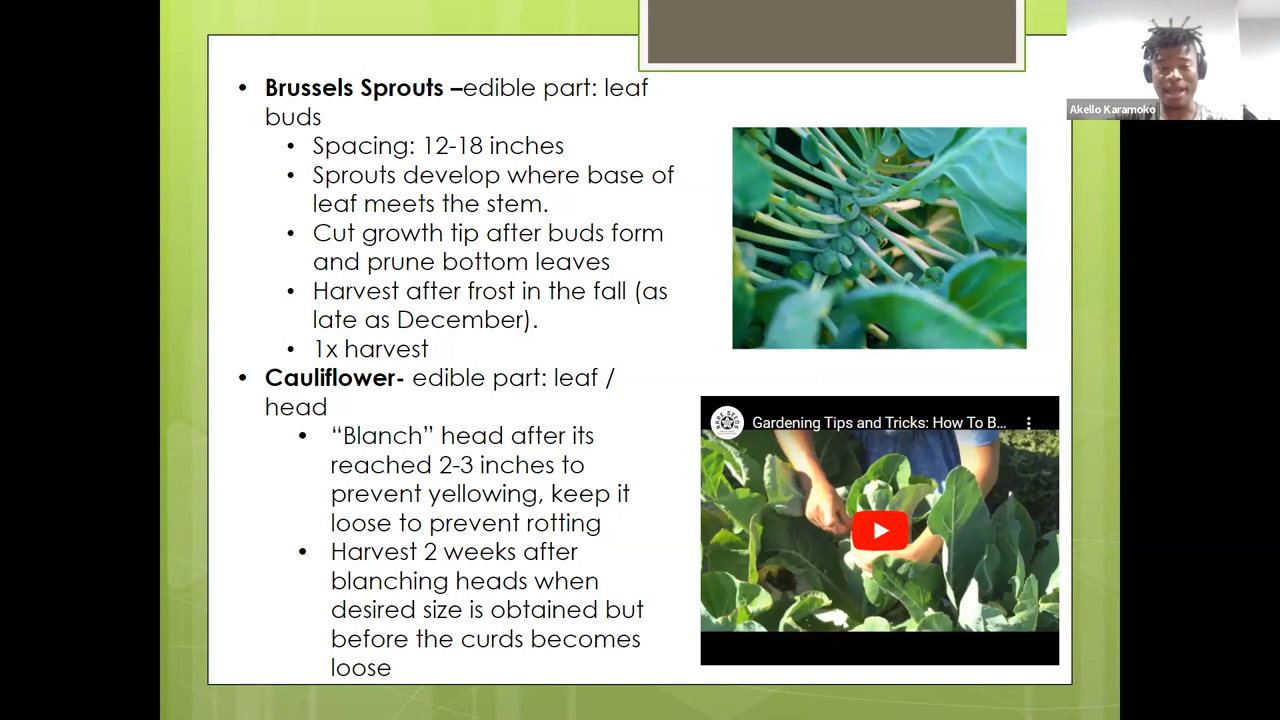 Brussels Sprouts –edible part: leaf
buds
Spacing: 12-18 inches
Sprouts develop where base of
leaf meets the stem.
Cut growth tip after buds form
and prune bottom leaves
Harvest after frost in the fall (as
late as December).
1x harvest
Cauliflower- edible part: leaf /
head
“Blanch” head after its
reached 2-3 inches to
prevent yellowing, keep it
loose to prevent rotting
Harvest 2 weeks after
blanching heads when
desired size is obtained but
before the curds becomes
loose
Akello Karamoko
RARE SEEDS
Gardening Tips and Tricks: How To B...